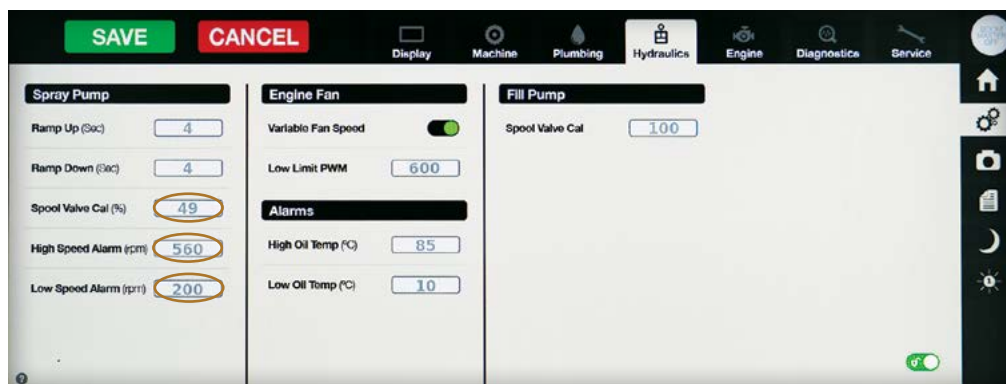 SAVE
CANCEL
Display
Machine
Plumbing
Hydraulics
Engine
Diagnostics
Service
Spray Pump
Ramp Up (Sec) 4
Ramp Down (Sec) 4
Spool Valve Cal (%) 49
High Speed Alarm (rpm) 560
Low Speed Alarm (rpm) 200
Engine Fan
Variable Fan Speed
Low Limit PWM 600
Alarms
High Oil Temp (°C) 85
Low Oil Temp (°C) 10
Fill Pump
Spool Valve Cal 100